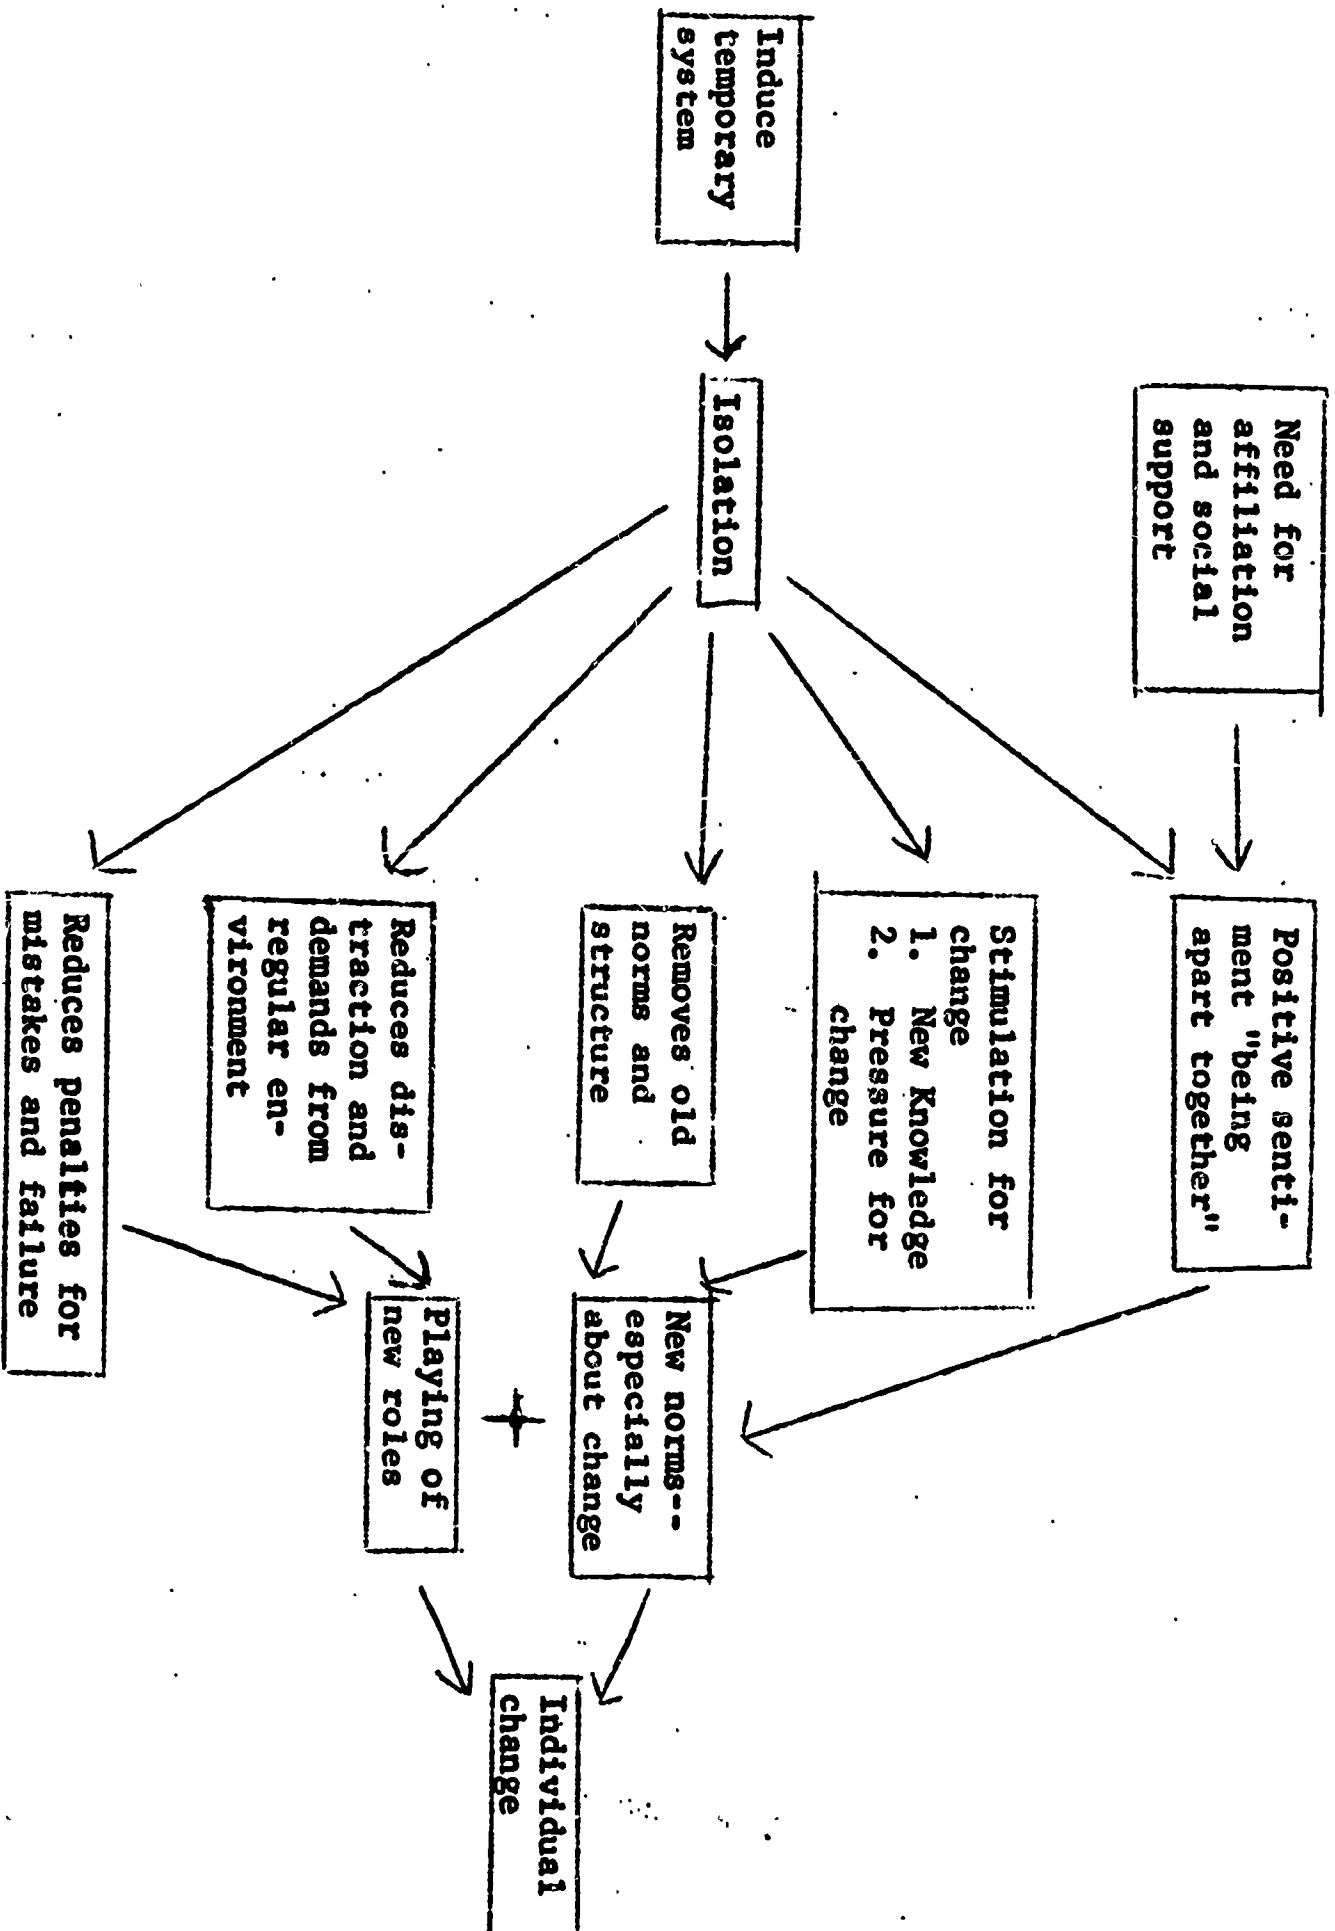 Need for
affiliation
and social
support
Positive senti-
ment "being
apart together"
Induce
temporary
system
Isolation
Stimulation for
change
1. New Knowledge
2. Pressure for
change
Removes old
norms and
structure
New norms--
especially
about change
Reduces dis-
traction and
demands from
regular en-
vironment
+
Playing of
new roles
Individual
change
Reduces penalties for
mistakes and failure